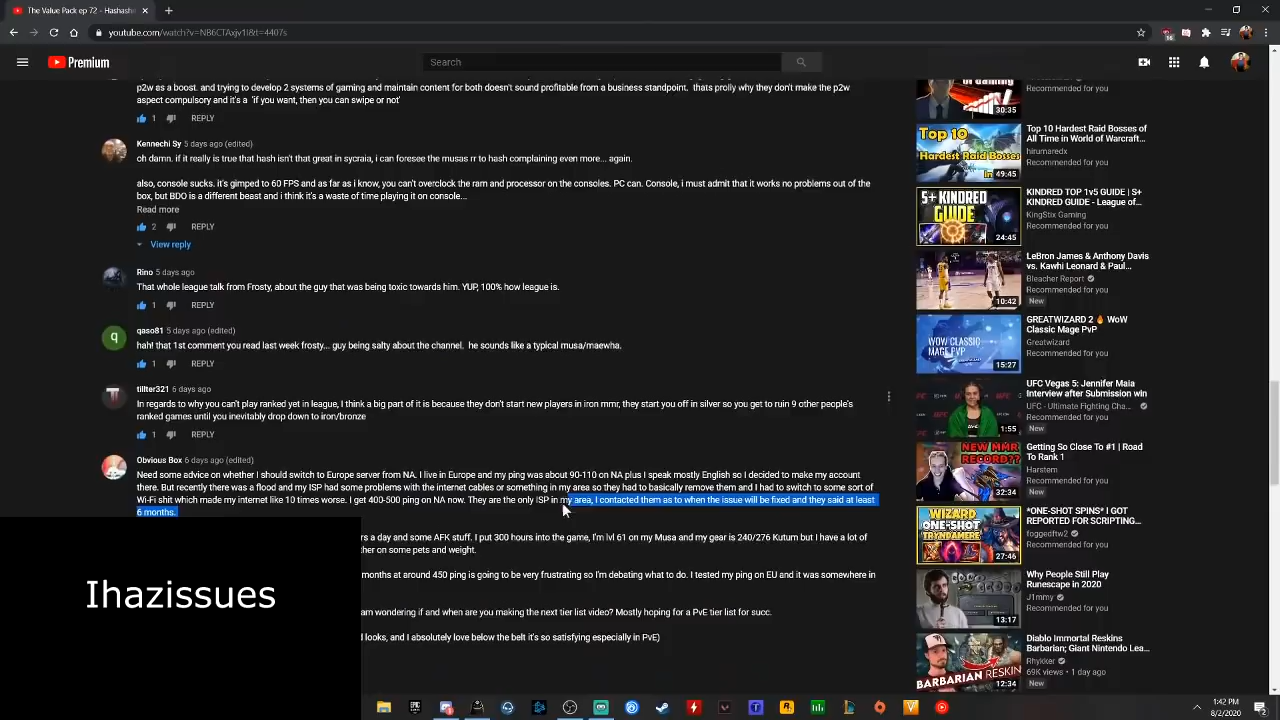 The Value Pack ep 72 - Hashashi
youtube.com/watch?v=NB6CTAxjv1I&t=4407s
Premium
Search
p2w as a boost. and trying to develop 2 systems of gaming and maintain content for both doesn't sound profitable from a business standpoint. thats prolly why they don't make the p2w
aspect compulsory and it's a 'if you want, then you can swipe or not'
1 REPLY
Kennechi Sy 5 days ago (edited)
oh damn. if it really is true that hash isn't that great in sycraia, i can foresee the musas rr to hash complaining even more... again.
also, console sucks. it's gimped to 60 FPS and as far as i know, you can't overclock the ram and processor on the consoles. PC can. Console, i must admit that it works no problems out of the
box, but BDO is a different beast and i think it's a waste of time playing it on console...
Read more
2 REPLY
View reply
Rino 5 days ago
That whole league talk from Frosty, about the guy that was being toxic towards him. YUP, 100% how league is.
1 REPLY
q
qaso81 5 days ago (edited)
hah! that 1st comment you read last week frosty... guy being salty about the channel. he sounds like a typical musa/maewha.
1 REPLY
tillter321 6 days ago
In regards to why you can't play ranked yet in league, I think a big part of it is because they don't start new players in iron mmr, they start you off in silver so you get to ruin 9 other people's
ranked games until you inevitably drop down to iron/bronze
1 REPLY
Obvious Box 6 days ago (edited)
Need some advice on whether I should switch to Europe server from NA. I live in Europe and my ping was about 90-110 on NA plus I speak mostly English so I decided to make my account
there. But recently there was a flood and my ISP had some problems with the internet cables or something in my area so they had to basically remove them and I had to switch to some sort of
Wi-Fi shit which made my internet like 10 times worse. I get 400-500 ping on NA now. They are the only ISP in my area, I contacted them as to when the issue will be fixed and they said at least
6 months.
rs a day and some AFK stuff. I put 300 hours into the game, I'm lvl 61 on my Musa and my gear is 240/276 Kutum but I have a lot of
ther on some pets and weight.
months at around 450 ping is going to be very frustrating so I'm debating what to do. I tested my ping on EU and it was somewhere in
am wondering if and when are you making the next tier list video? Mostly hoping for a PvE tier list for succ.
d looks, and I absolutely love below the belt it's so satisfying especially in PvE)
Ihazissues
30:35
Recommended for you
Top 10
Hardest Raid Bosses
In
49:45
Top 10 Hardest Raid Bosses of
All Time in World of Warcraft...
hirumaredx
Recommended for you
S+
KINDRED
GUIDE
24:45
KINDRED TOP 1v5 GUIDE | S+
KINDRED GUIDE - League of...
KingStix Gaming
Recommended for you
10:42
LeBron James & Anthony Davis
vs. Kawhi Leonard & Paul...
Bleacher Report
Recommended for you
New
WOW CLASSIC
MAGE PVP
15:27
GREATWIZARD 2 🔥 WoW
Classic Mage PvP
Greatwizard
Recommended for you
1:55
UFC Vegas 5: Jennifer Maia
Interview after Submission win
UFC - Ultimate Fighting Cha...
Recommended for you
New
NEW MMR
RECORD??
34:32
Getting So Close To #1 | Road
To Rank 1
Harstem
Recommended for you
New
WIZARD
ONE-SHOT
TRYNDAMERE
27:46
*ONE-SHOT SPINS* I GOT
REPORTED FOR SCRIPTING...
foggedftw2
Recommended for you
13:17
Why People Still Play
Runescape in 2020
J1mmy
Recommended for you
BARBARIAN RESKIN
12:34
Diablo Immortal Reskins
Barbarian; Giant Nintendo Lea...
Rhykker
69K views • 1 day ago
New
1:42 PM
8/2/2020